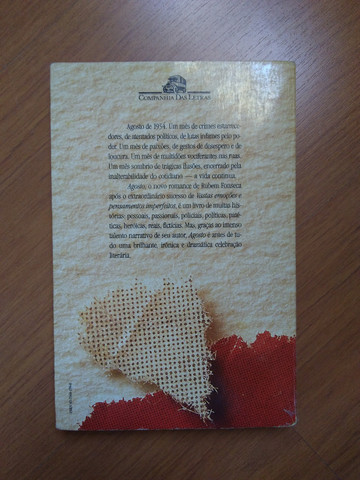 COMPANHIA DAS LETRAS
Agosto de 1954. Um mês de crimes estarrece-
dores, de atentados políticos, de lutas infames pelo po-
der. Um mês de paixões, de gestos de desespero e de
loucura. Um mês de multidões vociferantes nas ruas.
Um mês sombrio de trágicas ilusões, encerrado pela
inalterabilidade do cotidiano — a vida continua.
Agosto, o novo romance de Rubem Fonseca
após o extraordinário sucesso de Vastas emoções e
pensamentos imperfeitos, é um livro de muitas his-
tórias: pessoais, passionais, policiais, políticas, paté-
ticas, heróicas, reais, fictícias. Mas, graças ao imenso
talento narrativo de seu autor, Agosto é antes de tu-
do uma brilhante, irônica e dramática celebração
literária.